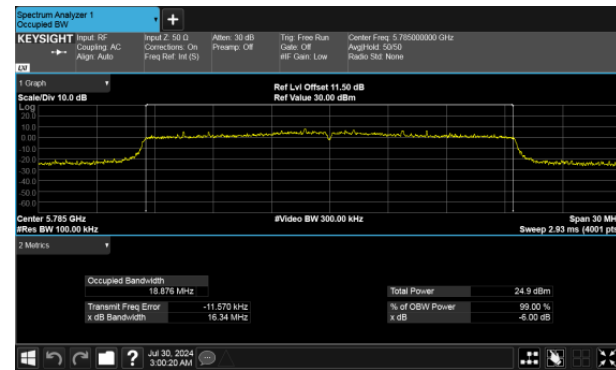 Spectrum Analyzer 1
Occupied BW
+
KEYSIGHT Input: RF Input Z: 50 Ω Atten: 30 dB Trig: Free Run Center Freq: 5.785000000 GHz
Coupling: AC Corrections: On Preamp: Off Gate: Off Avg|Hold: 50/50
Align: Auto Freq Ref: Int (S) #IF Gain: Low Radio Std: None
LXI
1 Graph
Ref Lvl Offset 11.50 dB
Scale/Div 10.0 dB Ref Value 30.00 dBm
Log
20.0
10.0
0.00
-10.0
-20.0
-30.0
-40.0
-50.0
-60.0
Center 5.785 GHz #Video BW 300.00 kHz Span 30 MH
#Res BW 100.00 kHz Sweep 2.93 ms (4001 pts
2 Metrics
Occupied Bandwidth
18.876 MHz Total Power 24.9 dBm
Transmit Freq Error -11.570 kHz % of OBW Power 99.00 %
x dB Bandwidth 16.34 MHz x dB -6.00 dB
? Jul 30, 2024
3:00:20 AM